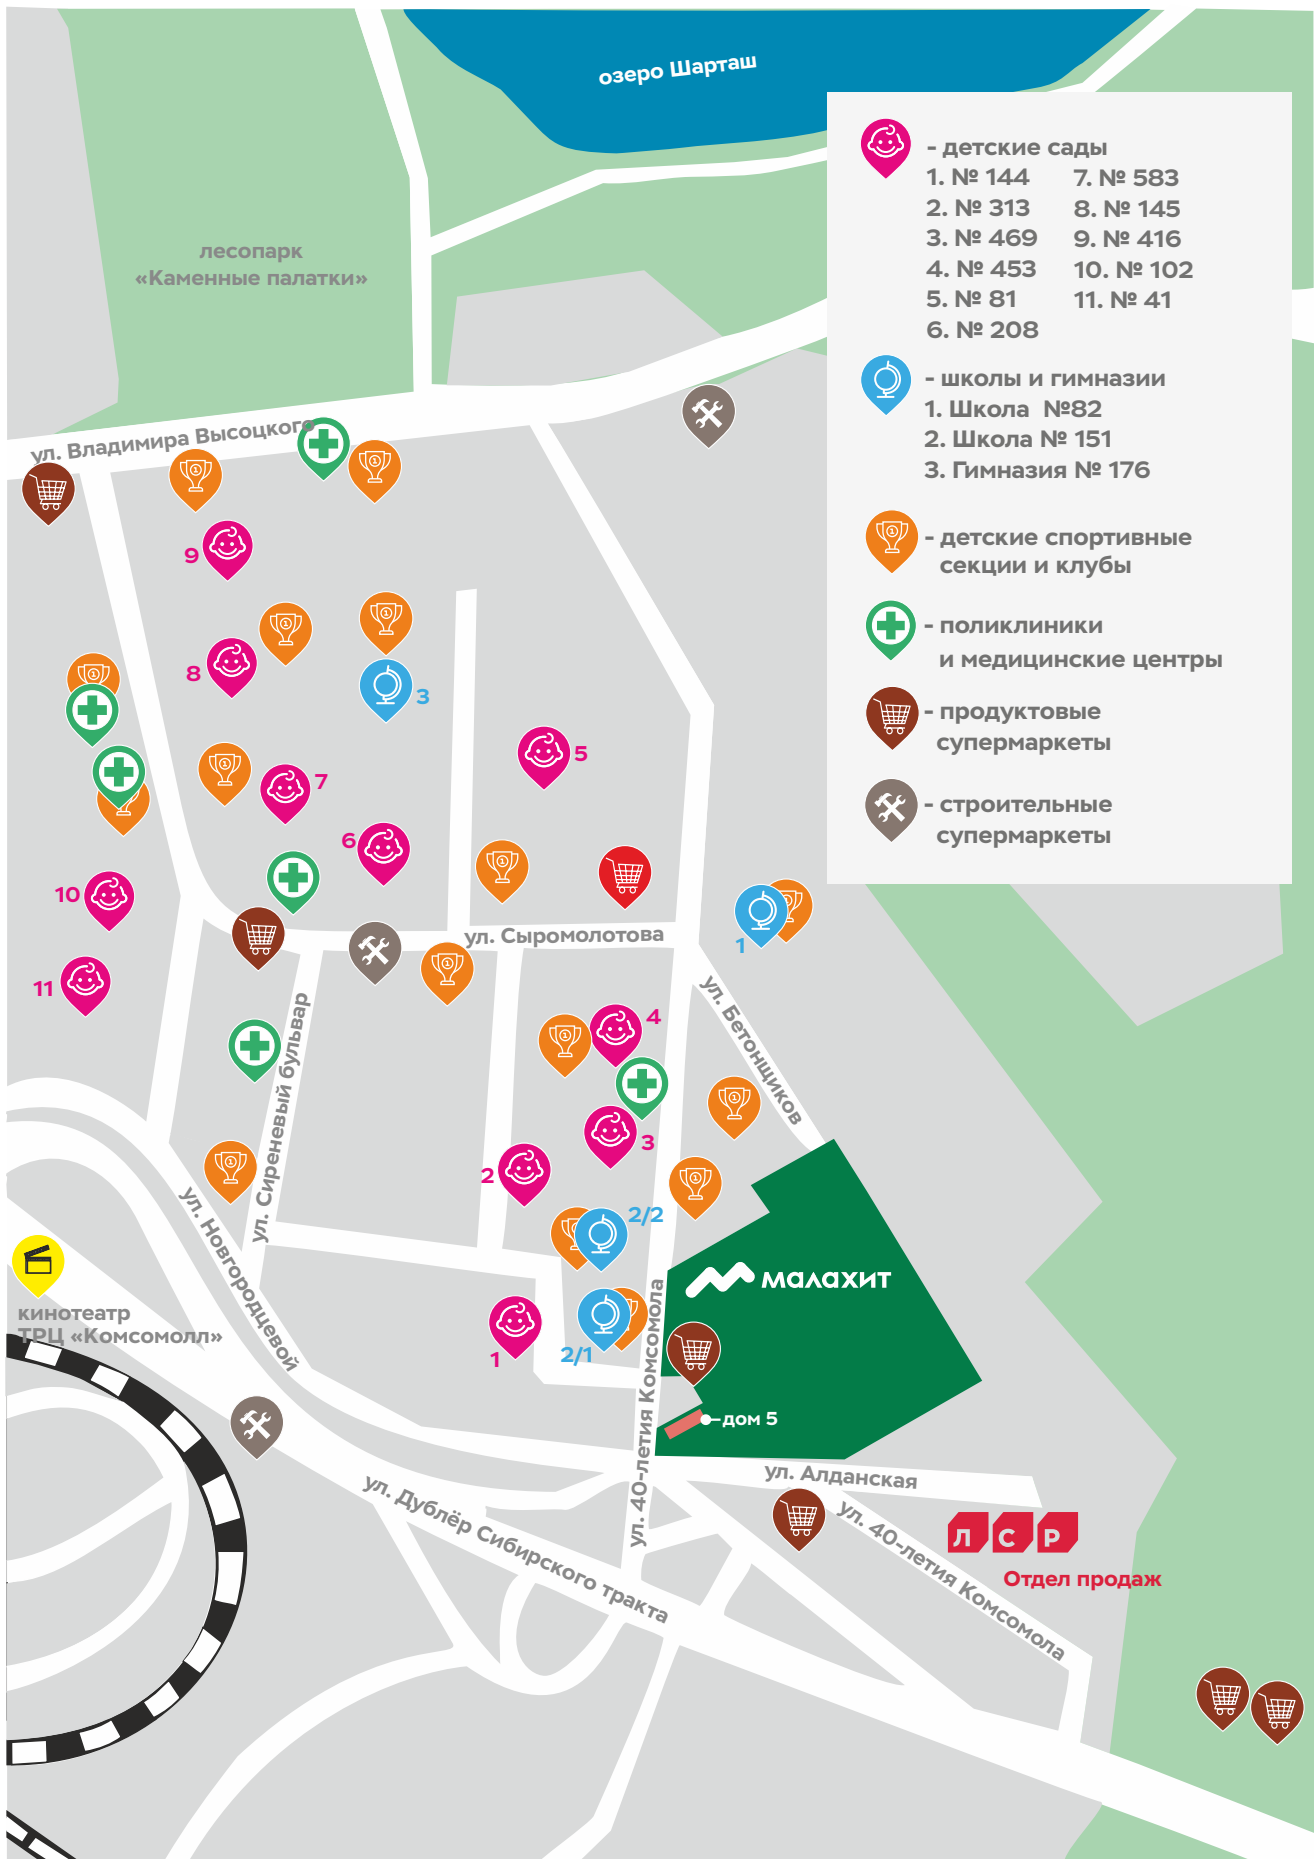 озеро Шарташ
лесопарк
«Каменные палатки»
- детские сады
1. № 144
2. № 313
3. № 469
4. № 453
5. № 81
6. № 208
7. № 583
8. № 145
9. № 416
10. № 102
11. № 41
- школы и гимназии
1. Школа №82
2. Школа № 151
3. Гимназия № 176
- детские спортивные
секции и клубы
- поликлиники
и медицинские центры
- продуктовые
супермаркеты
- строительные
супермаркеты
ул. Владимира Высоцкого
9
8
3
5
7
6
10
11
ул. Сыромолотова
1
ул. Бетонщиков
4
3
2
ул. Сиреневый бульвар
ул. Новгородцевой
2/2
2/1
1
ул. 40-летия Комсомола
МАЛАХИТ
дом 5
кинотеатр
ТРЦ «Комсомолл»
ул. Алданская
ул. Дублёр Сибирского тракта
ул. 40-летия Комсомола
ЛСР
Отдел продаж